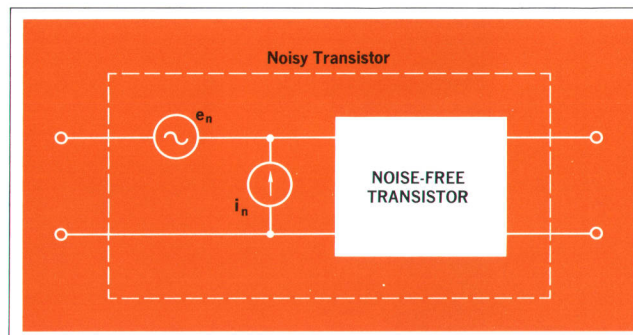 Noisy Transistor
eₙ
iₙ
NOISE-FREE
TRANSISTOR